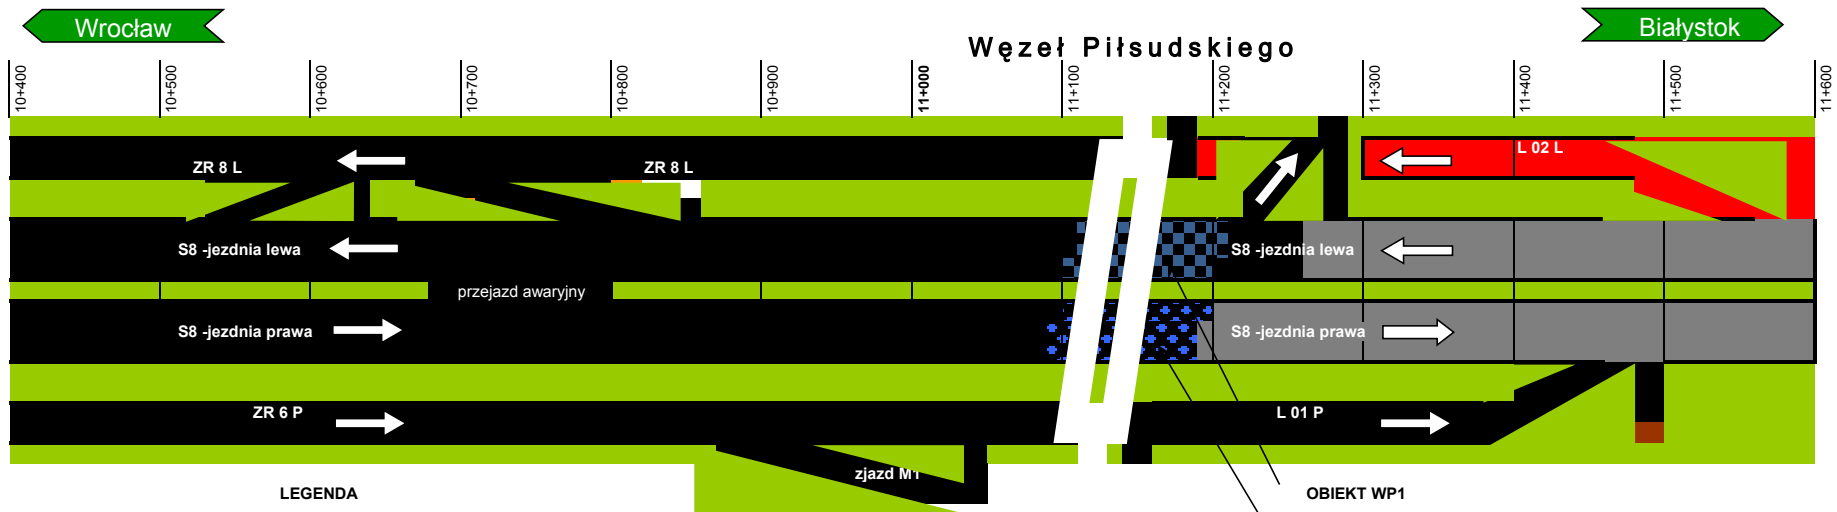 Wrocław
Białystok
Węzeł Piłsudskiego
10+400
10+500
10+600
10+700
10+800
10+900
11+000
11+100
11+200
11+300
11+400
11+500
11+600
ZR 8 L
ZR 8 L
L 02 L
S8 -jezdnia lewa
S8 -jezdnia lewa
przejazd awaryjny
S8 -jezdnia prawa
S8 -jezdnia prawa
ZR 6 P
L 01 P
zjazd M1
LEGENDA
OBIEKT WP1